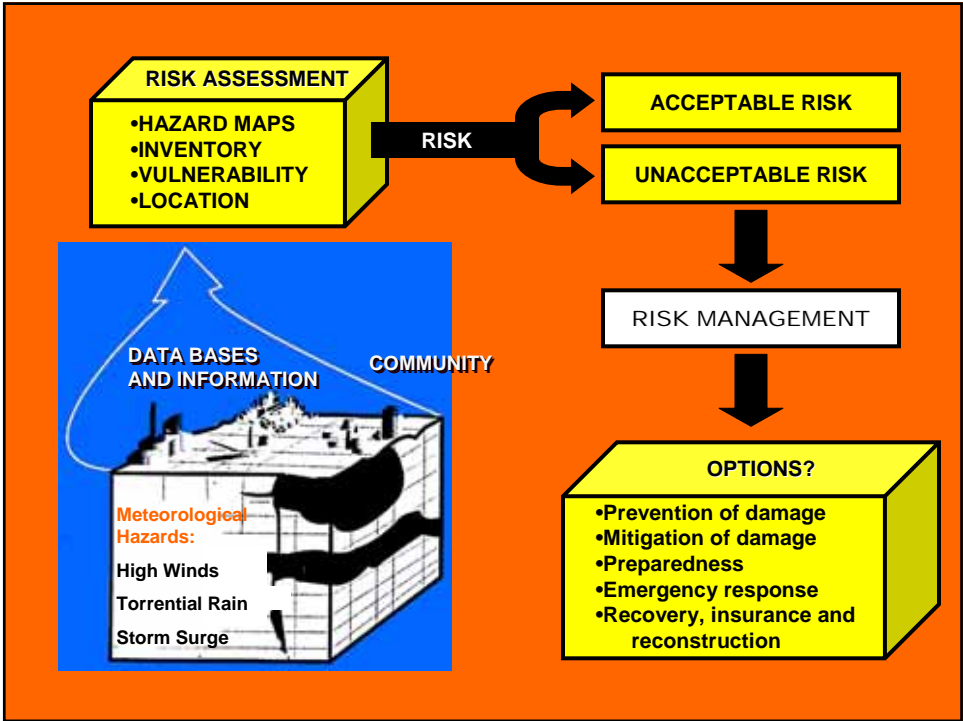 RISK ASSESSMENT
•HAZARD MAPS
•INVENTORY
•VULNERABILITY
•LOCATION
RISK
ACCEPTABLE RISK
UNACCEPTABLE RISK
RISK MANAGEMENT
DATA BASES
AND INFORMATION
COMMUNITY
Meteorological
Hazards:
High Winds
Torrential Rain
Storm Surge
OPTIONS?
•Prevention of damage
•Mitigation of damage
•Preparedness
•Emergency response
•Recovery, insurance and
reconstruction